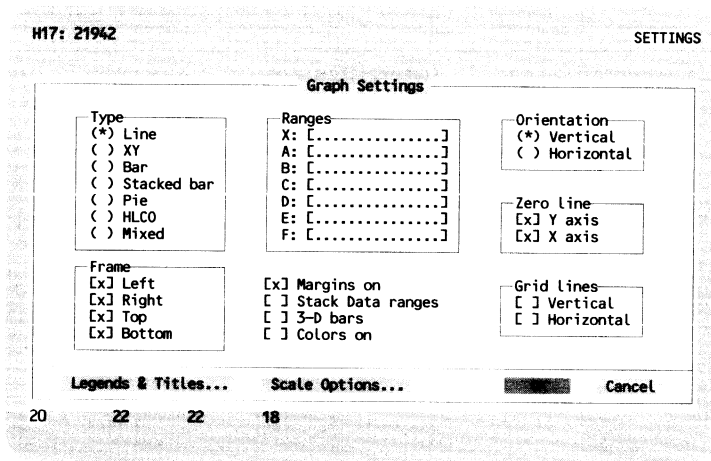 H17: 21942
SETTINGS
Graph Settings
Type
(*) Line
( ) XY
( ) Bar
( ) Stacked bar
( ) Pie
( ) HLCO
( ) Mixed
Ranges
X: [...............]
A: [...............]
B: [...............]
C: [...............]
D: [...............]
E: [...............]
F: [...............]
Orientation
(*) Vertical
( ) Horizontal
Zero line
[x] Y axis
[x] X axis
Frame
[x] Left
[x] Right
[x] Top
[x] Bottom
[x] Margins on
[ ] Stack Data ranges
[ ] 3-D bars
[ ] Colors on
Grid lines
[ ] Vertical
[ ] Horizontal
Legends & Titles...
Scale Options...
Cancel
20 22 22 18